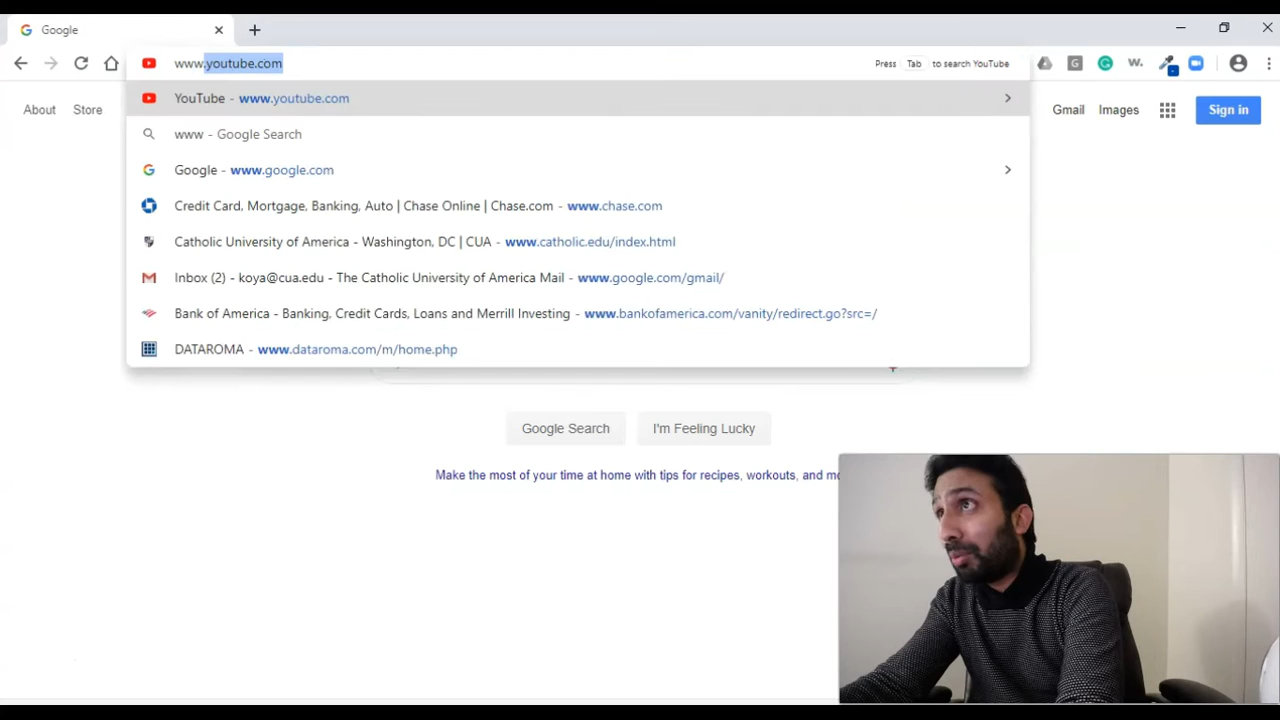 Google
www.youtube.com
Press Tab to search YouTube
YouTube - www.youtube.com
www - Google Search
Google - www.google.com
Credit Card, Mortgage, Banking, Auto | Chase Online | Chase.com - www.chase.com
Catholic University of America - Washington, DC | CUA - www.catholic.edu/index.html
Inbox (2) - koya@cua.edu - The Catholic University of America Mail - www.google.com/gmail/
Bank of America - Banking, Credit Cards, Loans and Merrill Investing - www.bankofamerica.com/vanity/redirect.go?src=/
DATAROMA - www.dataroma.com/m/home.php
G
w.
About Store
Gmail Images
Sign in
Google Search
I'm Feeling Lucky
Make the most of your time at home with tips for recipes, workouts, and